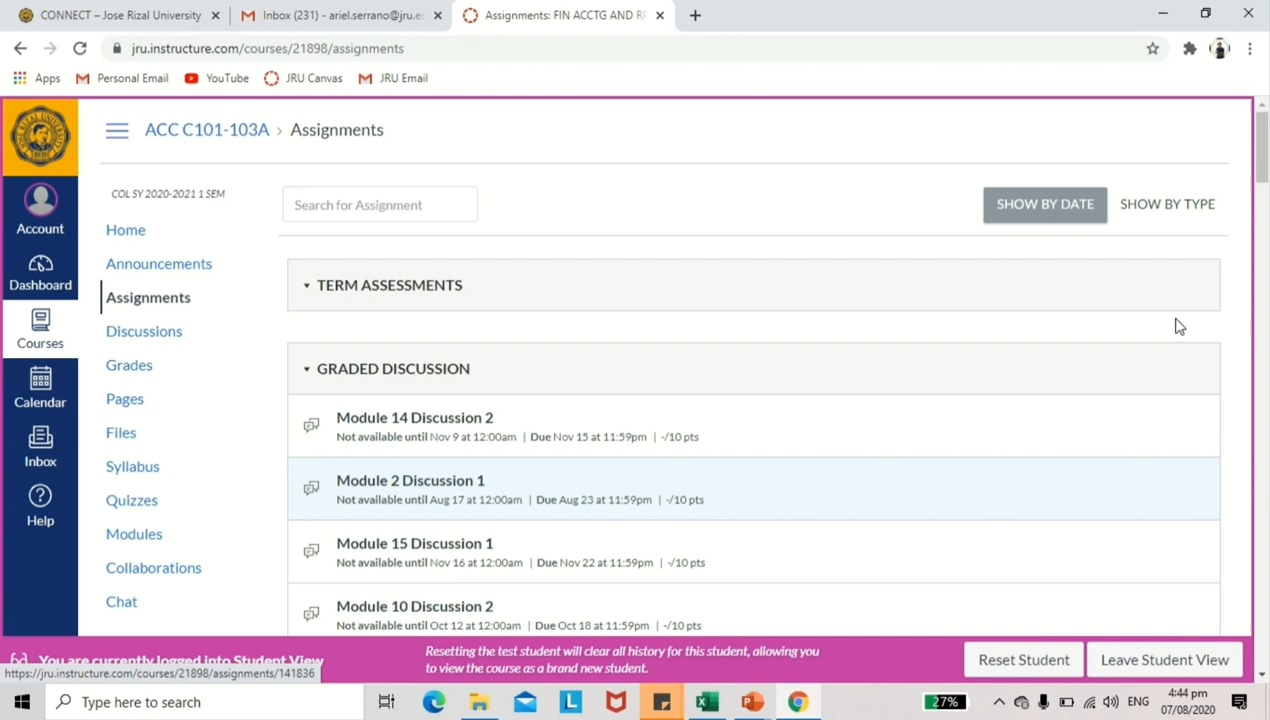 CONNECT – Jose Rizal University
Inbox (231) - ariel.serrano@jru.e
Assignments: FIN ACCTG AND RP
jru.instructure.com/courses/21898/assignments
Apps
Personal Email
YouTube
JRU Canvas
JRU Email
ACC C101-103A › Assignments
COL SY 2020-2021 1 SEM
Search for Assignment
SHOW BY DATE
SHOW BY TYPE
Account
Dashboard
Courses
Calendar
Inbox
Help
Home
Announcements
Assignments
Discussions
Grades
Pages
Files
Syllabus
Quizzes
Modules
Collaborations
Chat
TERM ASSESSMENTS
GRADED DISCUSSION
Module 14 Discussion 2
Not available until Nov 9 at 12:00am | Due Nov 15 at 11:59pm | -/10 pts
Module 2 Discussion 1
Not available until Aug 17 at 12:00am | Due Aug 23 at 11:59pm | -/10 pts
Module 15 Discussion 1
Not available until Nov 16 at 12:00am | Due Nov 22 at 11:59pm | -/10 pts
Module 10 Discussion 2
Not available until Oct 12 at 12:00am | Due Oct 18 at 11:59pm | -/10 pts
You are currently logged into Student View
Resetting the test student will clear all history for this student, allowing you
to view the course as a brand new student.
Reset Student
Leave Student View
https://jru.instructure.com/courses/21898/assignments/141836
Type here to search
27%
ENG
4:44 pm
07/08/2020